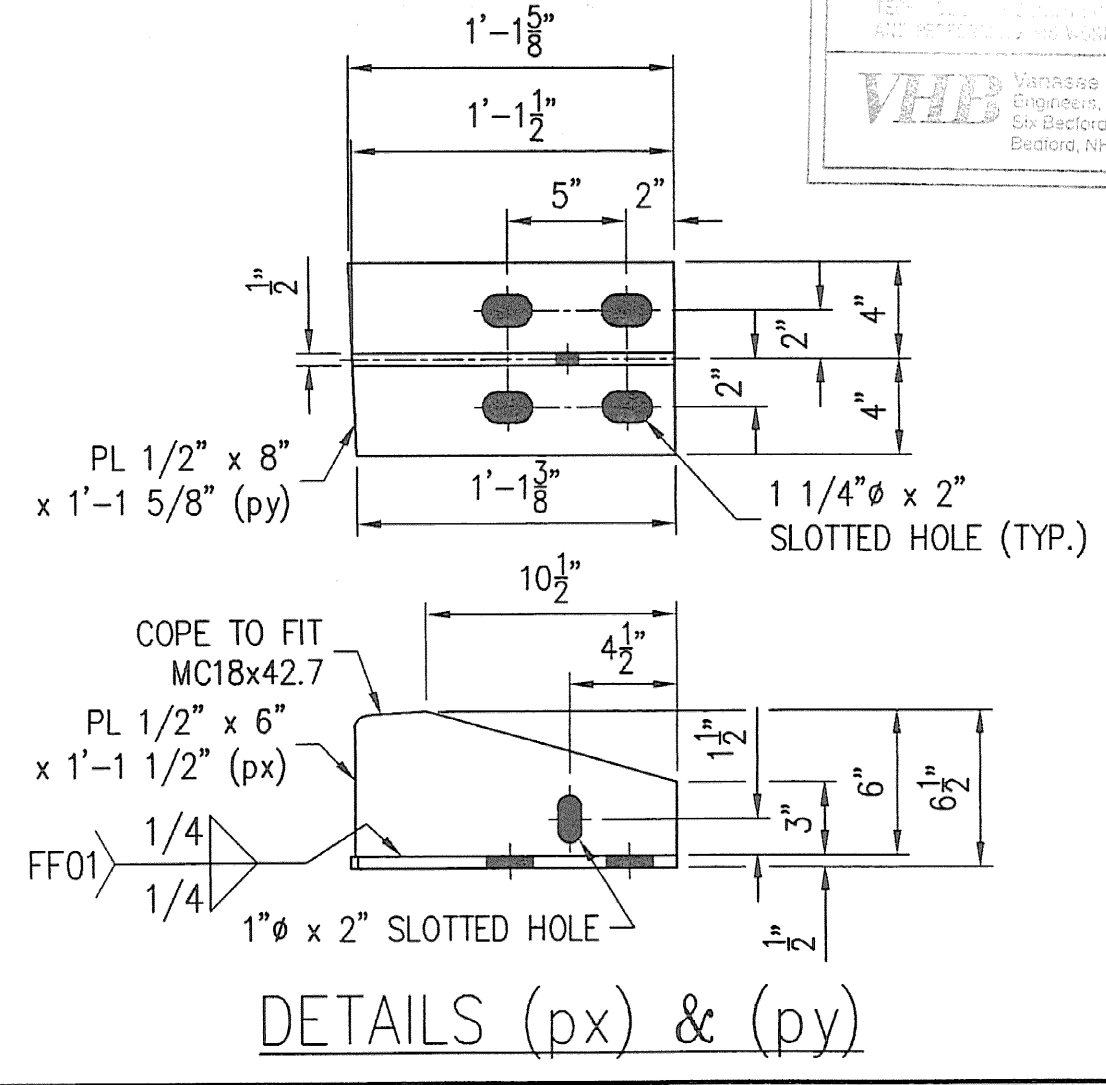 1'-1 5/8"
1'-1 1/2"
5" 2"
1/2"
4"
2"
2"
4"
PL 1/2" x 8"
x 1'-1 5/8" (py)
1'-1 3/8"
1 1/4"ø x 2"
SLOTTED HOLE (TYP.)
10 1/2"
COPE TO FIT
MC18x42.7
4 1/2"
PL 1/2" x 6"
x 1'-1 1/2" (px)
1 1/2"
3"
6"
6 1/2"
1/4
FF01
1/4
1"ø x 2" SLOTTED HOLE
1/2"
DETAILS (px) & (py)
VHB
Vanasse
Engineers,
Six Bedford
Bedford, NH